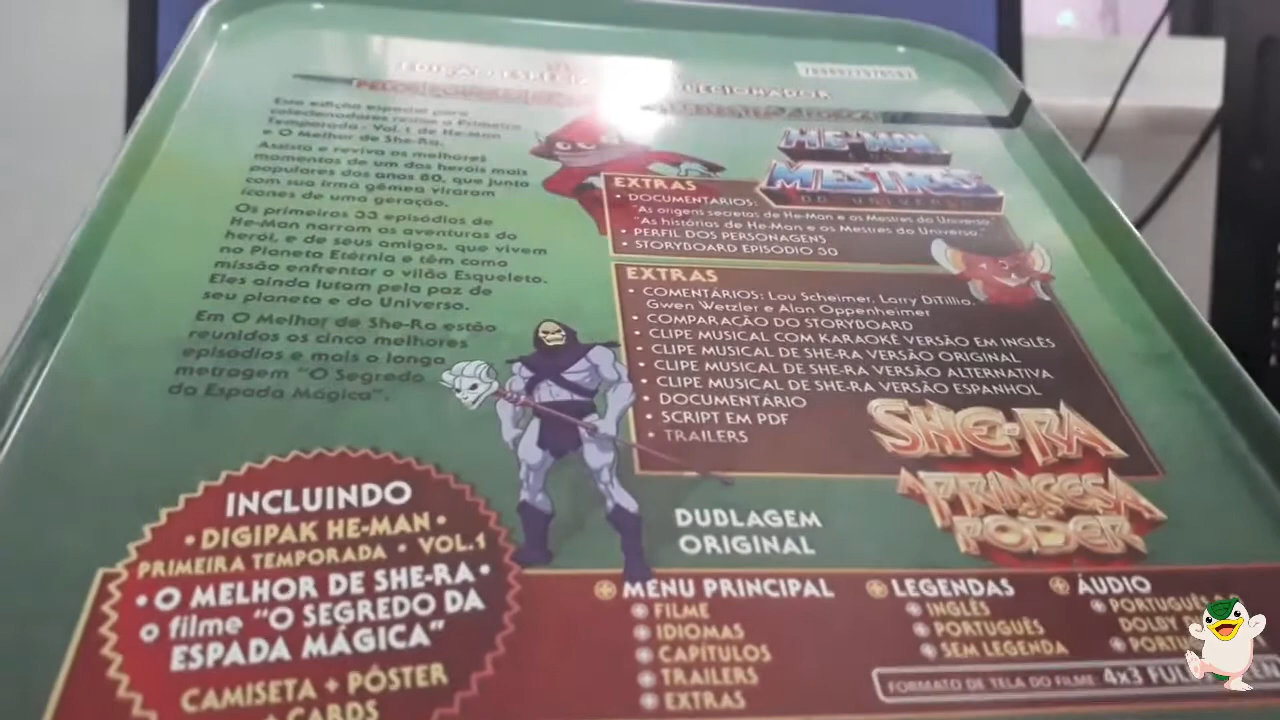 EDIÇÃO
COLECIONADOR
Esta edição especial para
colecionadores reúne a Primeira
Temporada - Vol.1 de He-Man
e O Melhor de She-Ra.
Assista e reviva os melhores
momentos de um dos heróis mais
populares dos anos 80, que junto
com sua irmã gêmea viraram
ícones de uma geração.
Os primeiros 33 episódios de
He-Man narram as aventuras do
herói, e de seus amigos, que vivem
no Planeta Etérnia e têm como
missão enfrentar o vilão Esqueleto.
Eles ainda lutam pela paz de
seu planeta e do Universo.
Em O Melhor de She-Ra estão
reunidos os cinco melhores
episódios e mais o longa
metragem "O Segredo
da Espada Mágica".
HE-MAN
MESTRES
DO UNIVERSO
EXTRAS
• DOCUMENTÁRIOS:
"As origens secretas de He-Man e os Mestres do Universo"
"As histórias de He-Man e os Mestres do Universo."
• PERFIL DOS PERSONAGENS
• STORYBOARD EPISÓDIO 30
EXTRAS
• COMENTÁRIOS: Lou Scheimer, Larry DiTillio,
Gwen Wetzler e Alan Oppenheimer
• COMPARAÇÃO DO STORYBOARD
• CLIPE MUSICAL COM KARAOKÊ VERSÃO EM INGLÊS
• CLIPE MUSICAL DE SHE-RA VERSÃO ORIGINAL
• CLIPE MUSICAL DE SHE-RA VERSÃO ALTERNATIVA
• CLIPE MUSICAL DE SHE-RA VERSÃO ESPANHOL
• DOCUMENTÁRIO
• SCRIPT EM PDF
• TRAILERS
SHE-RA
A PRINCESA
DO
PODER
DUBLAGEM
ORIGINAL
INCLUINDO
• DIGIPAK HE-MAN •
PRIMEIRA TEMPORADA • VOL.1
• O MELHOR DE SHE-RA •
o filme "O SEGREDO DA
ESPADA MÁGICA"
CAMISETA + PÔSTER
+ CARDS
MENU PRINCIPAL
FILME
IDIOMAS
CAPÍTULOS
TRAILERS
EXTRAS
LEGENDAS
INGLÊS
PORTUGUÊS
SEM LEGENDA
ÁUDIO
PORTUGUÊS
DOLBY
FORMATO DE TELA DO FILME: 4x3